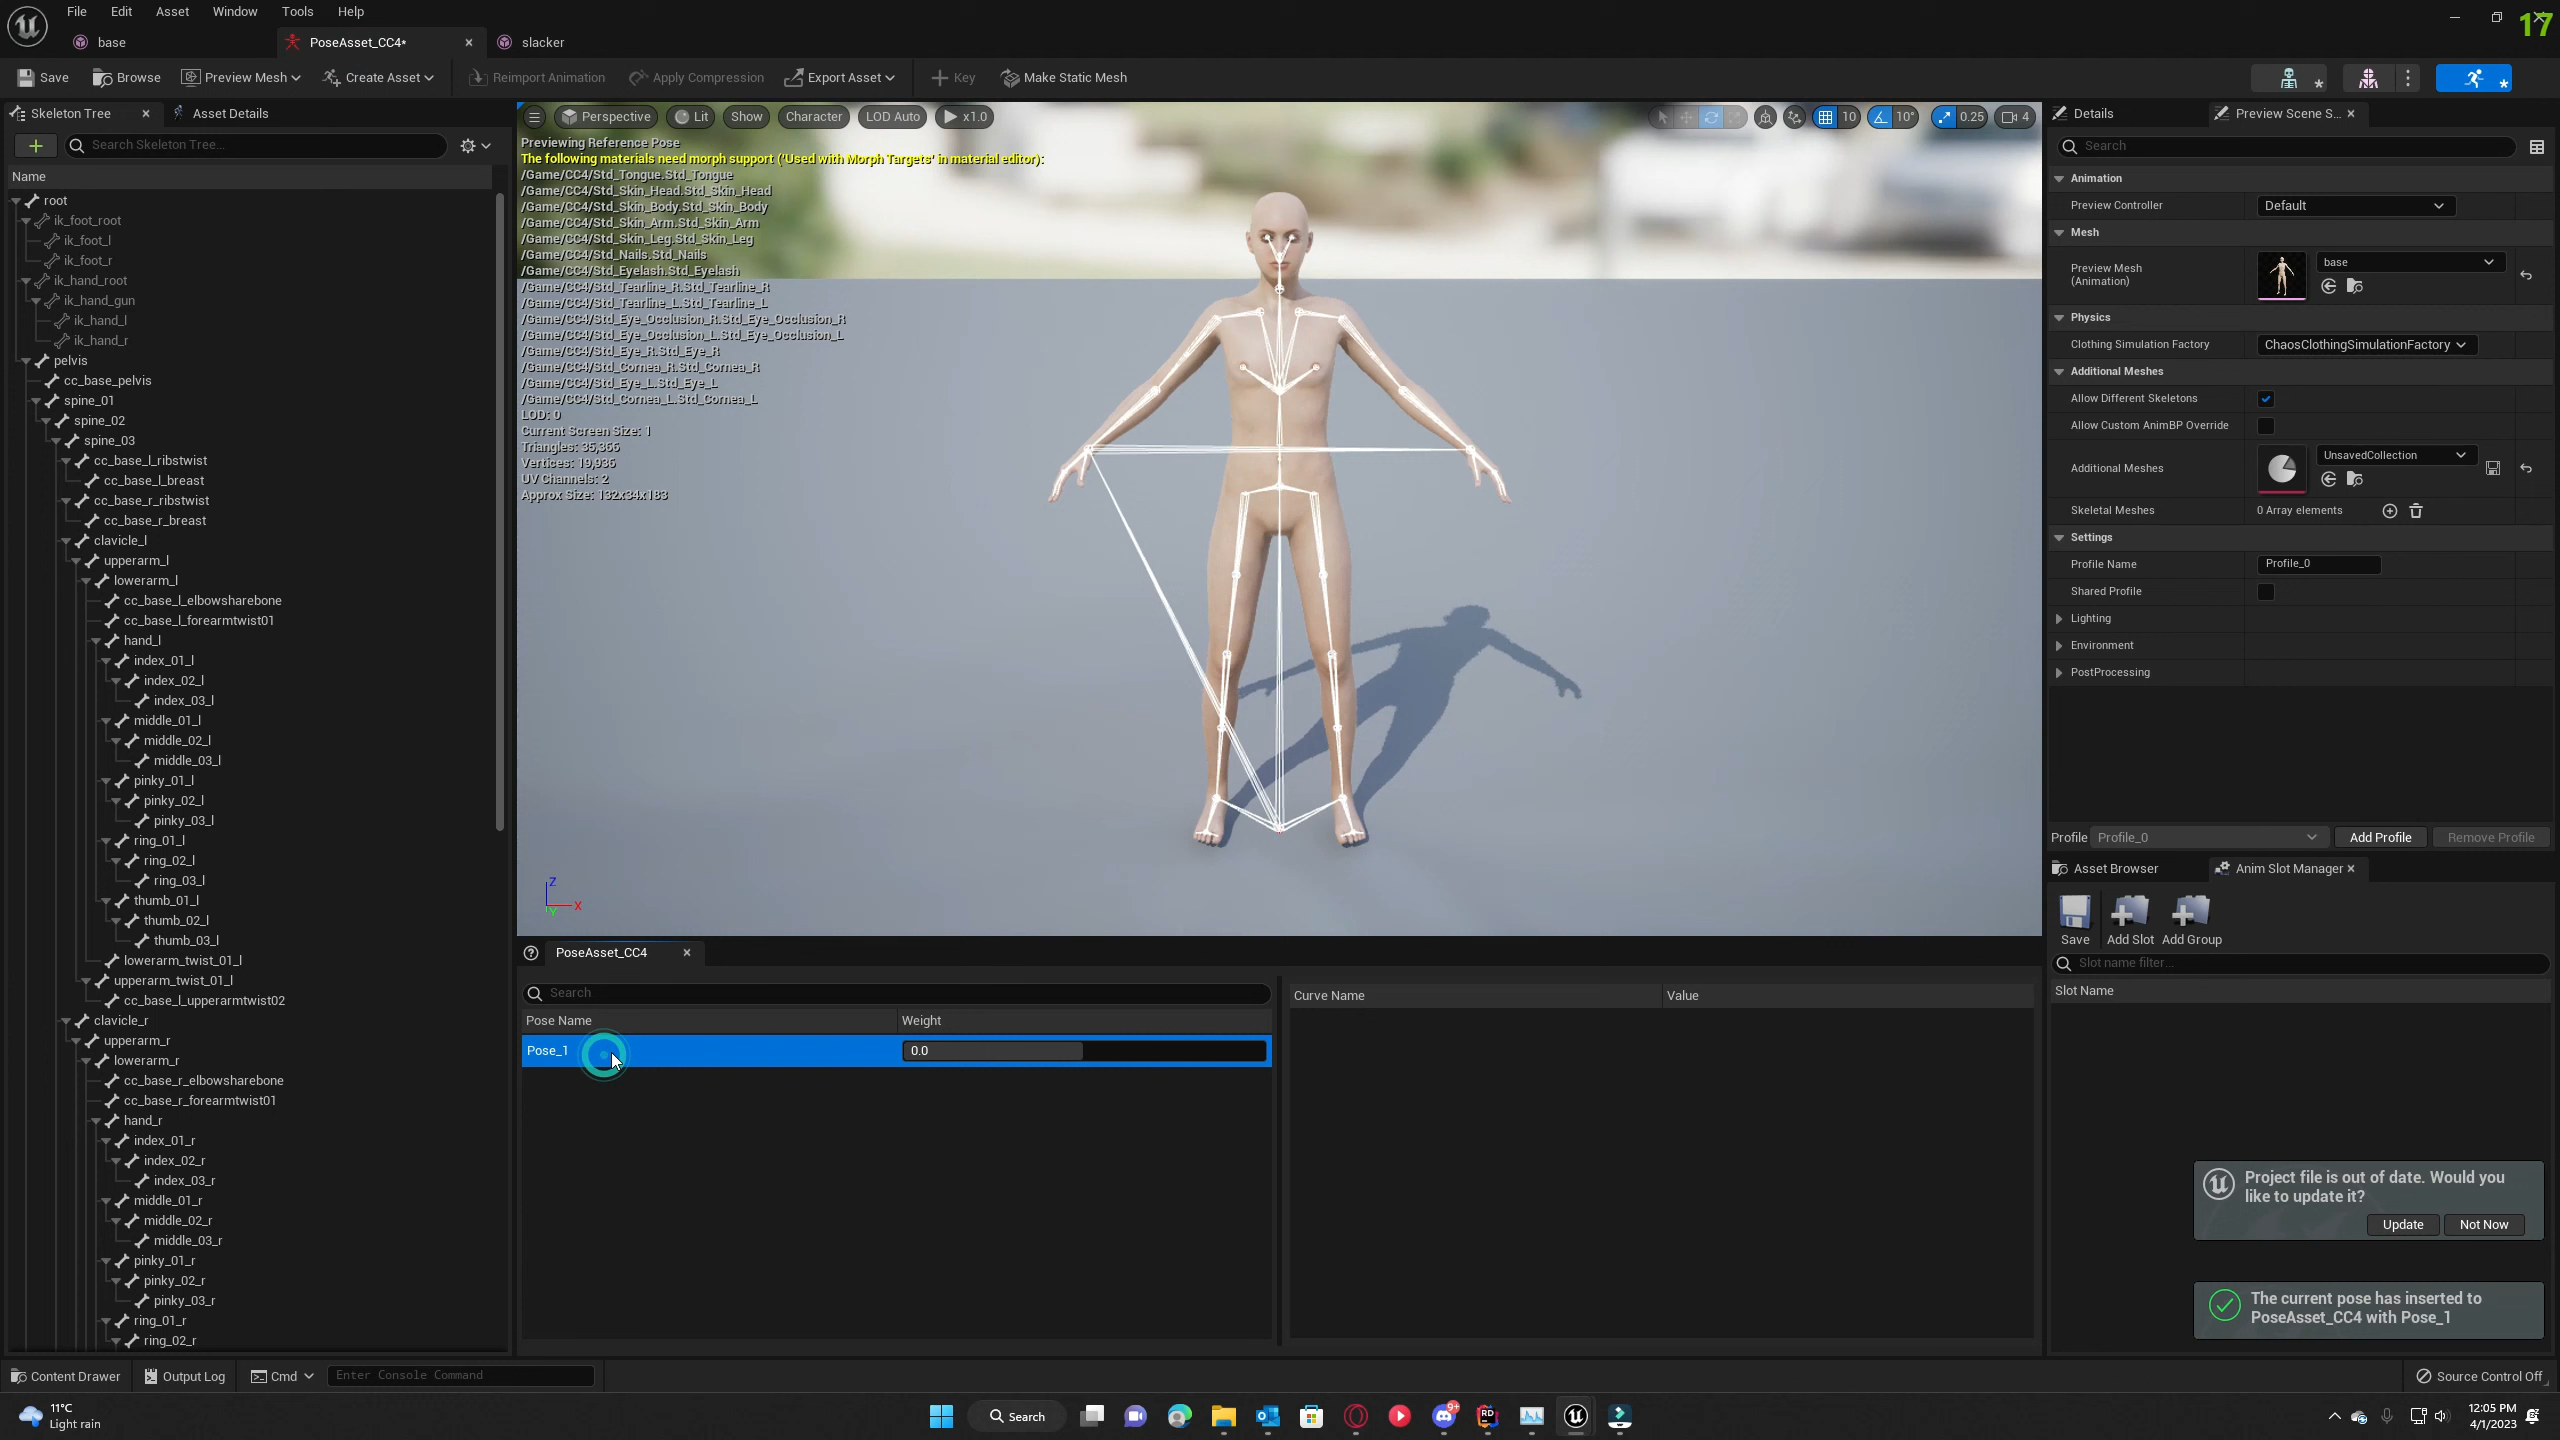 File Edit Asset Window Tools Help
17
base
PoseAsset_CC4*
slacker
Save Browse Preview Mesh Create Asset Reimport Animation Apply Compression Export Asset Key Make Static Mesh
Skeleton Tree
Asset Details
Search Skeleton Tree...
Name
root
ik_foot_root
ik_foot_l
ik_foot_r
ik_hand_root
ik_hand_gun
ik_hand_l
ik_hand_r
pelvis
cc_base_pelvis
spine_01
spine_02
spine_03
cc_base_l_ribstwist
cc_base_l_breast
cc_base_r_ribstwist
cc_base_r_breast
clavicle_l
upperarm_l
lowerarm_l
cc_base_l_elbowsharebone
cc_base_l_forearmtwist01
hand_l
index_01_l
index_02_l
index_03_l
middle_01_l
middle_02_l
middle_03_l
pinky_01_l
pinky_02_l
pinky_03_l
ring_01_l
ring_02_l
ring_03_l
thumb_01_l
thumb_02_l
thumb_03_l
lowerarm_twist_01_l
upperarm_twist_01_l
cc_base_l_upperarmtwist02
clavicle_r
upperarm_r
lowerarm_r
cc_base_r_elbowsharebone
cc_base_r_forearmtwist01
hand_r
index_01_r
index_02_r
index_03_r
middle_01_r
middle_02_r
middle_03_r
pinky_01_r
pinky_02_r
pinky_03_r
ring_01_r
ring_02_r
Perspective Lit Show Character LOD Auto x1.0
10 10° 0.25 4
Previewing Reference Pose
The following materials need morph support ('Used with Morph Targets' in material editor):
/Game/CC4/Std_Tongue.Std_Tongue
/Game/CC4/Std_Skin_Head.Std_Skin_Head
/Game/CC4/Std_Skin_Body.Std_Skin_Body
/Game/CC4/Std_Skin_Arm.Std_Skin_Arm
/Game/CC4/Std_Skin_Leg.Std_Skin_Leg
/Game/CC4/Std_Nails.Std_Nails
/Game/CC4/Std_Eyelash.Std_Eyelash
/Game/CC4/Std_Tearline_R.Std_Tearline_R
/Game/CC4/Std_Tearline_L.Std_Tearline_L
/Game/CC4/Std_Eye_Occlusion_R.Std_Eye_Occlusion_R
/Game/CC4/Std_Eye_Occlusion_L.Std_Eye_Occlusion_L
/Game/CC4/Std_Eye_R.Std_Eye_R
/Game/CC4/Std_Cornea_R.Std_Cornea_R
/Game/CC4/Std_Eye_L.Std_Eye_L
/Game/CC4/Std_Cornea_L.Std_Cornea_L
LOD: 0
Current Screen Size: 1
Triangles: 35,366
Vertices: 19,936
UV Channels: 2
Approx Size: 132x34x183
Z
X
Y
PoseAsset_CC4
Search
Pose Name Weight
Pose_1 0.0
Curve Name Value
Details
Preview Scene S...
Search
Animation
Preview Controller Default
Mesh
Preview Mesh
(Animation)
base
Physics
Clothing Simulation Factory ChaosClothingSimulationFactory
Additional Meshes
Allow Different Skeletons
Allow Custom AnimBP Override
Additional Meshes UnsavedCollection
Skeletal Meshes 0 Array elements
Settings
Profile Name Profile_0
Shared Profile
Lighting
Environment
PostProcessing
Profile Profile_0 Add Profile Remove Profile
Asset Browser
Anim Slot Manager
Save Add Slot Add Group
Slot name filter...
Slot Name
Project file is out of date. Would you
like to update it?
Update Not Now
The current pose has inserted to
PoseAsset_CC4 with Pose_1
Content Drawer Output Log Cmd Enter Console Command
Source Control Off
11°C
Light rain
Search
9+
RD
12:05 PM
4/1/2023